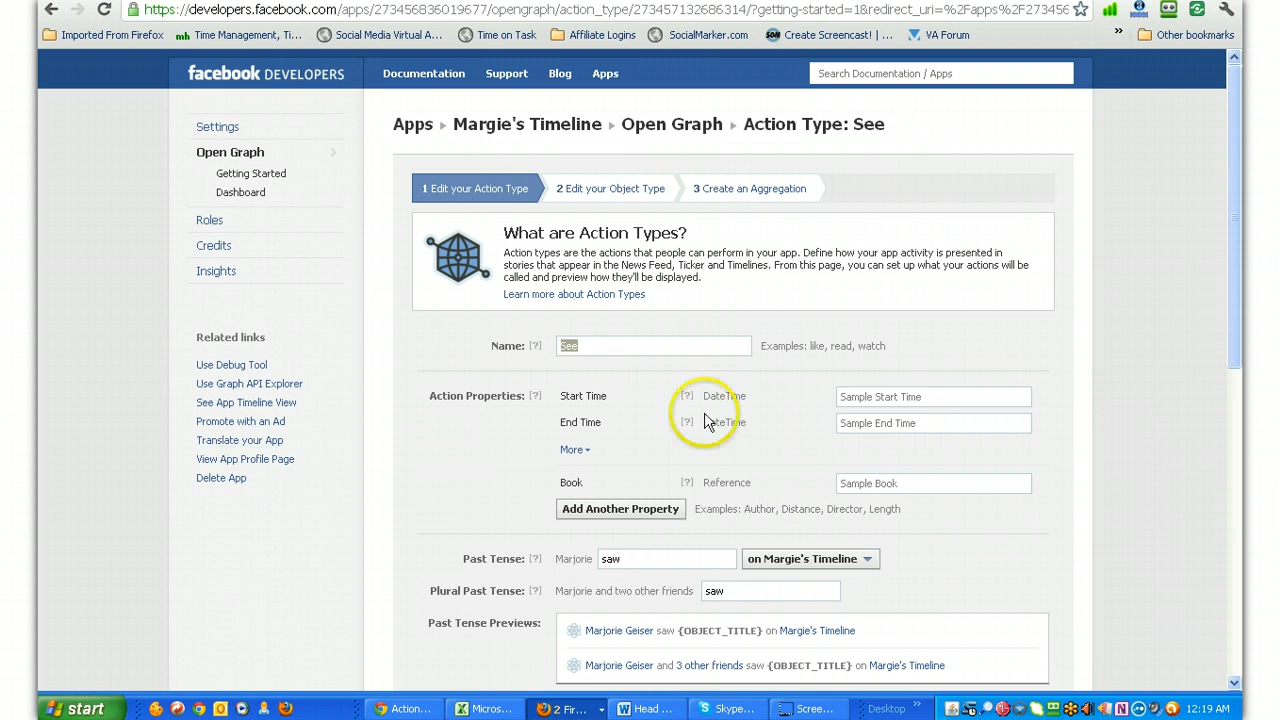 https://developers.facebook.com/apps/273456836019677/opengraph/action_type/273457132686314/?getting-started=1&redirect_uri=%2Fapps%2F273456
Imported From Firefox
mh Time Management, Ti...
Social Media Virtual A...
Time on Task
Affiliate Logins
SocialMarker.com
Create Screencast! | ...
VA Forum
»
Other bookmarks
facebook DEVELOPERS
Documentation
Support
Blog
Apps
Search Documentation / Apps
Settings
Open Graph
Getting Started
Dashboard
Roles
Credits
Insights
Related links
Use Debug Tool
Use Graph API Explorer
See App Timeline View
Promote with an Ad
Translate your App
View App Profile Page
Delete App
Apps ▸ Margie's Timeline ▸ Open Graph ▸ Action Type: See
1 Edit your Action Type
2 Edit your Object Type
3 Create an Aggregation
What are Action Types?
Action types are the actions that people can perform in your app. Define how your app activity is presented in
stories that appear in the News Feed, Ticker and Timelines. From this page, you can set up what your actions will be
called and preview how they'll be displayed.
Learn more about Action Types
Name: [?] See Examples: like, read, watch
Action Properties: [?] Start Time [?] DateTime Sample Start Time
End Time [?] DateTime Sample End Time
More
Book [?] Reference Sample Book
Add Another Property Examples: Author, Distance, Director, Length
Past Tense: [?] Marjorie saw on Margie's Timeline
Plural Past Tense: [?] Marjorie and two other friends saw
Past Tense Previews:
Marjorie Geiser saw {OBJECT_TITLE} on Margie's Timeline
Marjorie Geiser and 3 other friends saw {OBJECT_TITLE} on Margie's Timeline
start
Action...
Micros...
2 Fir...
Head ...
Skype...
Scree...
Desktop »
12:19 AM